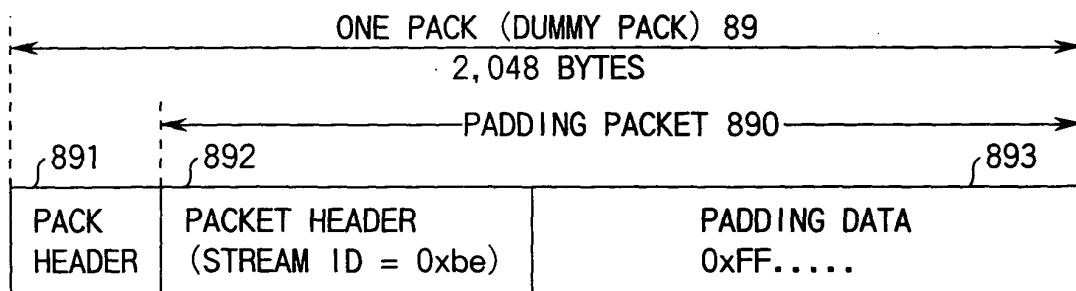 ONE PACK (DUMMY PACK) 89
2,048 BYTES
PADDING PACKET 890
891
892
893
PACK HEADER
PACKET HEADER
(STREAM ID = 0xbe)
PADDING DATA
0xFF.....